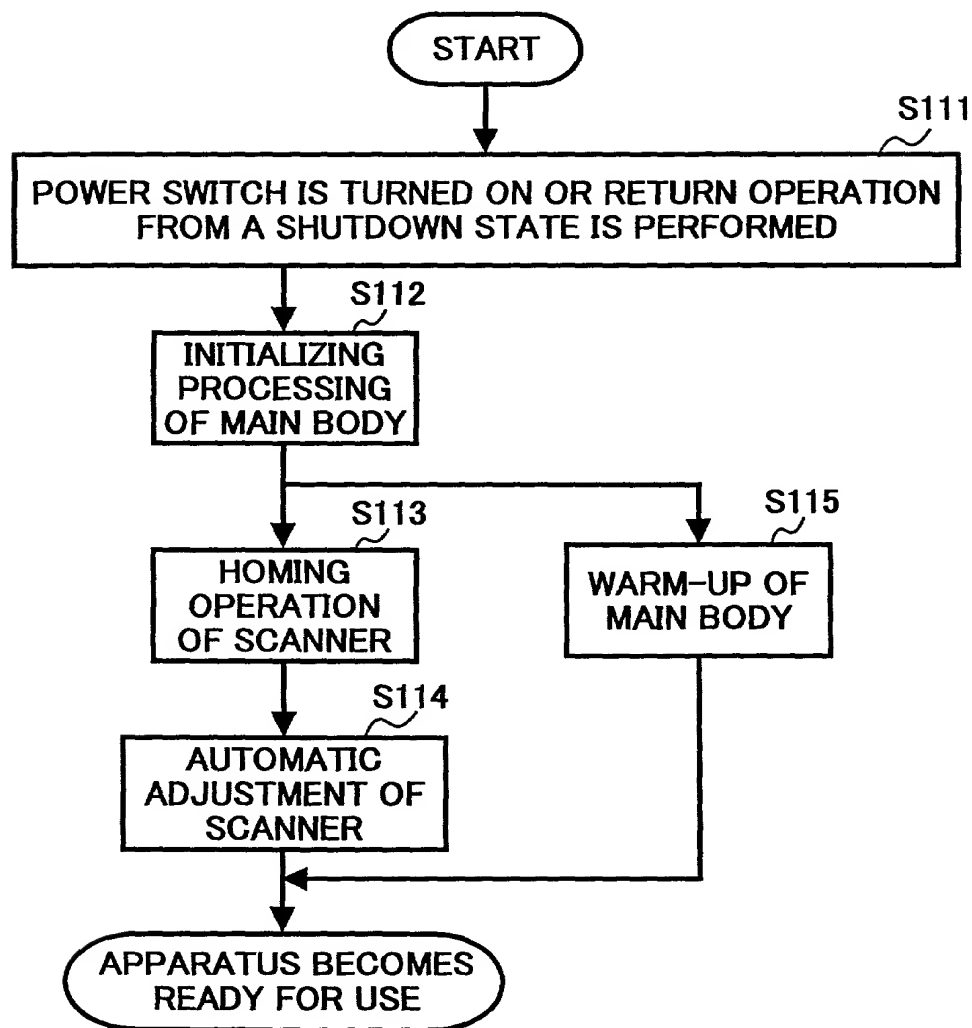 START
S111
POWER SWITCH IS TURNED ON OR RETURN OPERATION
FROM A SHUTDOWN STATE IS PERFORMED
S112
INITIALIZING
PROCESSING
OF MAIN BODY
S113
HOMING
OPERATION
OF SCANNER
S115
WARM-UP OF
MAIN BODY
S114
AUTOMATIC
ADJUSTMENT OF
SCANNER
APPARATUS BECOMES
READY FOR USE